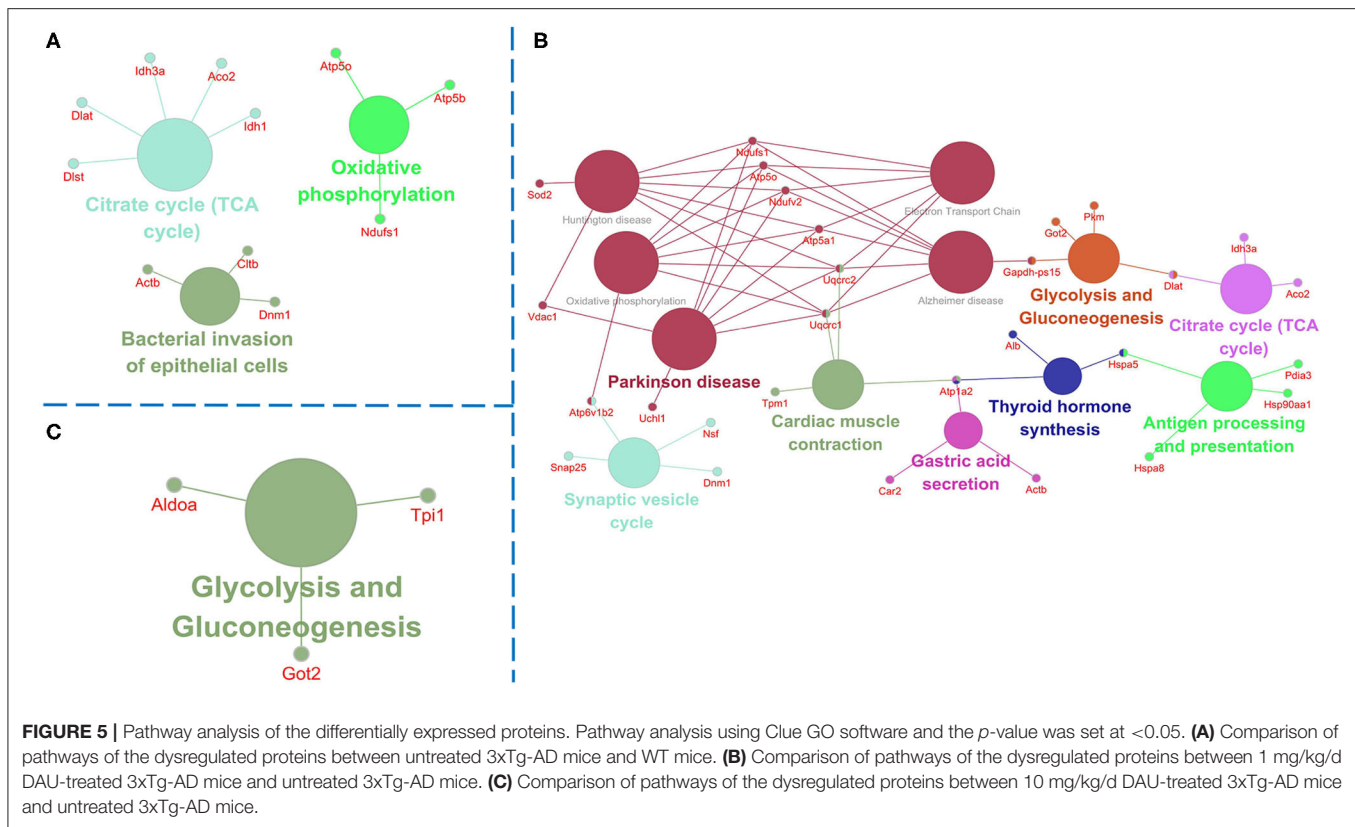 A
Idh3a
Aco2
Dlat
Idh1
Dlst
Citrate cycle (TCA
cycle)
Atp5o
Atp5b
Oxidative
phosphorylation
Ndufs1
Cltb
Actb
Dnm1
Bacterial invasion
of epithelial cells
B
Ndufs1
Atp5o
Sod2
Ndufv2
Huntington disease
Electron Transport Chain
Atp5a1
Pkm
Got2
Idh3a
Uqcrc2
Gapdh-ps15
Dlat
Aco2
Oxidative phosphorylation
Alzheimer disease
Glycolysis and
Gluconeogenesis
Citrate cycle (TCA
cycle)
Vdac1
Uqcrc1
Alb
Hspa5
Parkinson disease
Pdia3
Atp6v1b2
Uchl1
Tpm1
Atp1a2
Hsp90aa1
Cardiac muscle
contraction
Thyroid hormone
synthesis
Antigen processing
and presentation
Nsf
Snap25
Dnm1
Hspa8
Gastric acid
secretion
Car2
Actb
Synaptic vesicle
cycle
C
Aldoa
Tpi1
Glycolysis and
Gluconeogenesis
Got2
FIGURE 5 | Pathway analysis of the differentially expressed proteins. Pathway analysis using Clue GO software and the p-value was set at <0.05. (A) Comparison of
pathways of the dysregulated proteins between untreated 3xTg-AD mice and WT mice. (B) Comparison of pathways of the dysregulated proteins between 1 mg/kg/d
DAU-treated 3xTg-AD mice and untreated 3xTg-AD mice. (C) Comparison of pathways of the dysregulated proteins between 10 mg/kg/d DAU-treated 3xTg-AD mice
and untreated 3xTg-AD mice.